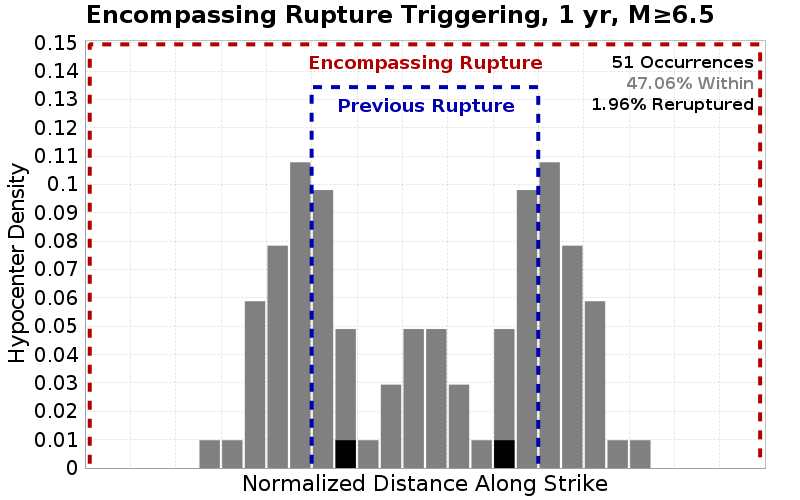 Encompassing Rupture Triggering, 1 yr, M≥6.5
Encompassing Rupture
Previous Rupture
51 Occurrences
47.06% Within
1.96% Reruptured
Hypocenter Density
0.15
0.14
0.13
0.12
0.11
0.1
0.09
0.08
0.07
0.06
0.05
0.04
0.03
0.02
0.01
0
Normalized Distance Along Strike